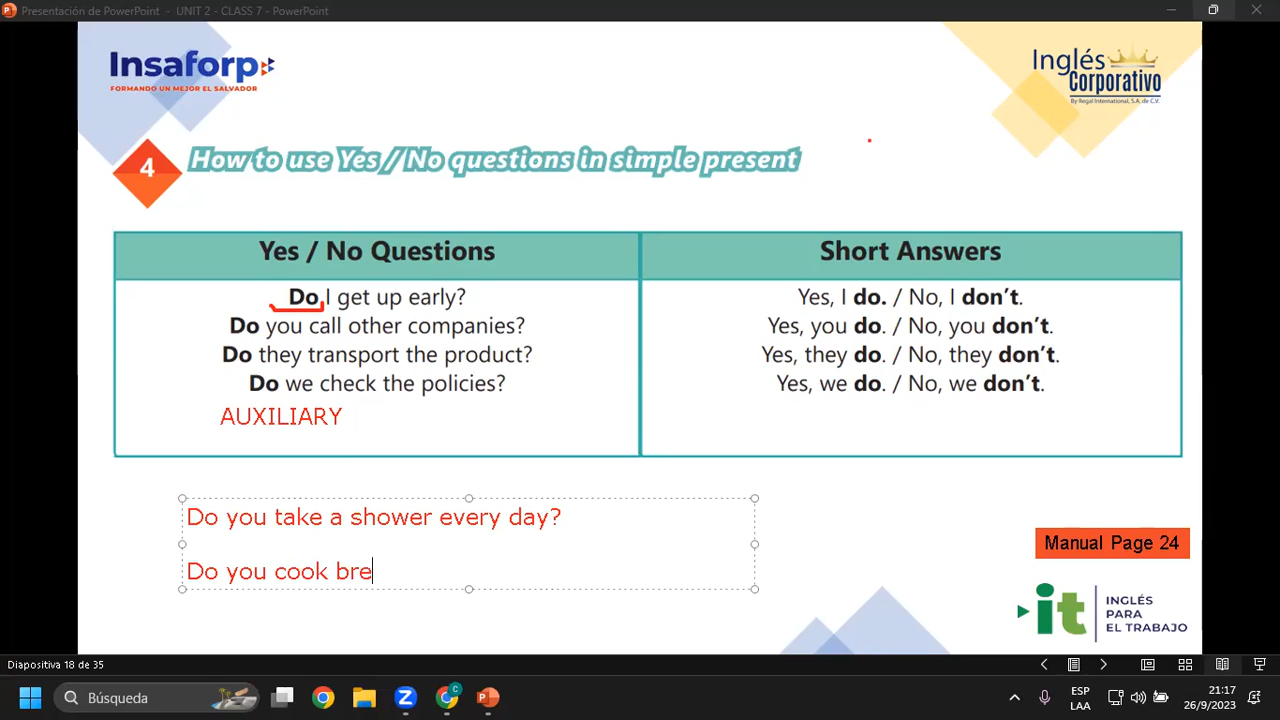 Presentación de PowerPoint - UNIT 2 - CLASS 7 - PowerPoint
Insaforp
FORMANDO UN MEJOR EL SALVADOR
Inglés
Corporativo
By Regal International, S.A. de C.V.
4
How to use Yes / No questions in simple present
Yes / No Questions
Short Answers
Do I get up early?
Yes, I do. / No, I don't.
Do you call other companies?
Yes, you do. / No, you don't.
Do they transport the product?
Yes, they do. / No, they don't.
Do we check the policies?
Yes, we do. / No, we don't.
AUXILIARY
Do you take a shower every day?
Do you cook bre
Manual Page 24
it
INGLÉS
PARA
EL TRABAJO
Diapositiva 18 de 35
Búsqueda
ESP
LAA
21:17
26/9/2023